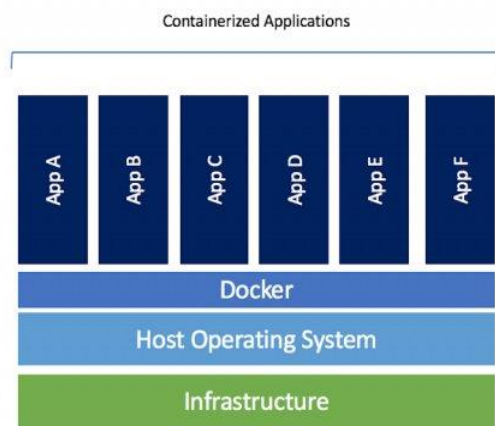 Containerized Applications
App A
App B
App C
App D
App E
App F
Docker
Host Operating System
Infrastructure